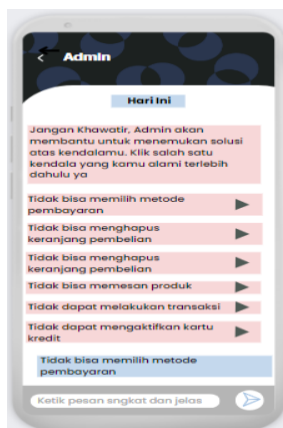 Admin
Hari Ini
Jangan Khawatir, Admin akan
membantu untuk menemukan solusi
atas kendalamu. Klik salah satu
kendala yang kamu alami terlebih
dahulu ya
Tidak bisa memilih metode
pembayaran
Tidak bisa menghapus
keranjang pembelian
Tidak bisa menghapus
keranjang pembelian
Tidak bisa memesan produk
Tidak dapat melakukan transaksi
Tidak dapat mengaktifkan kartu
kredit
Tidak bisa memilih metode
pembayaran
Ketik pesan sngkat dan jelas